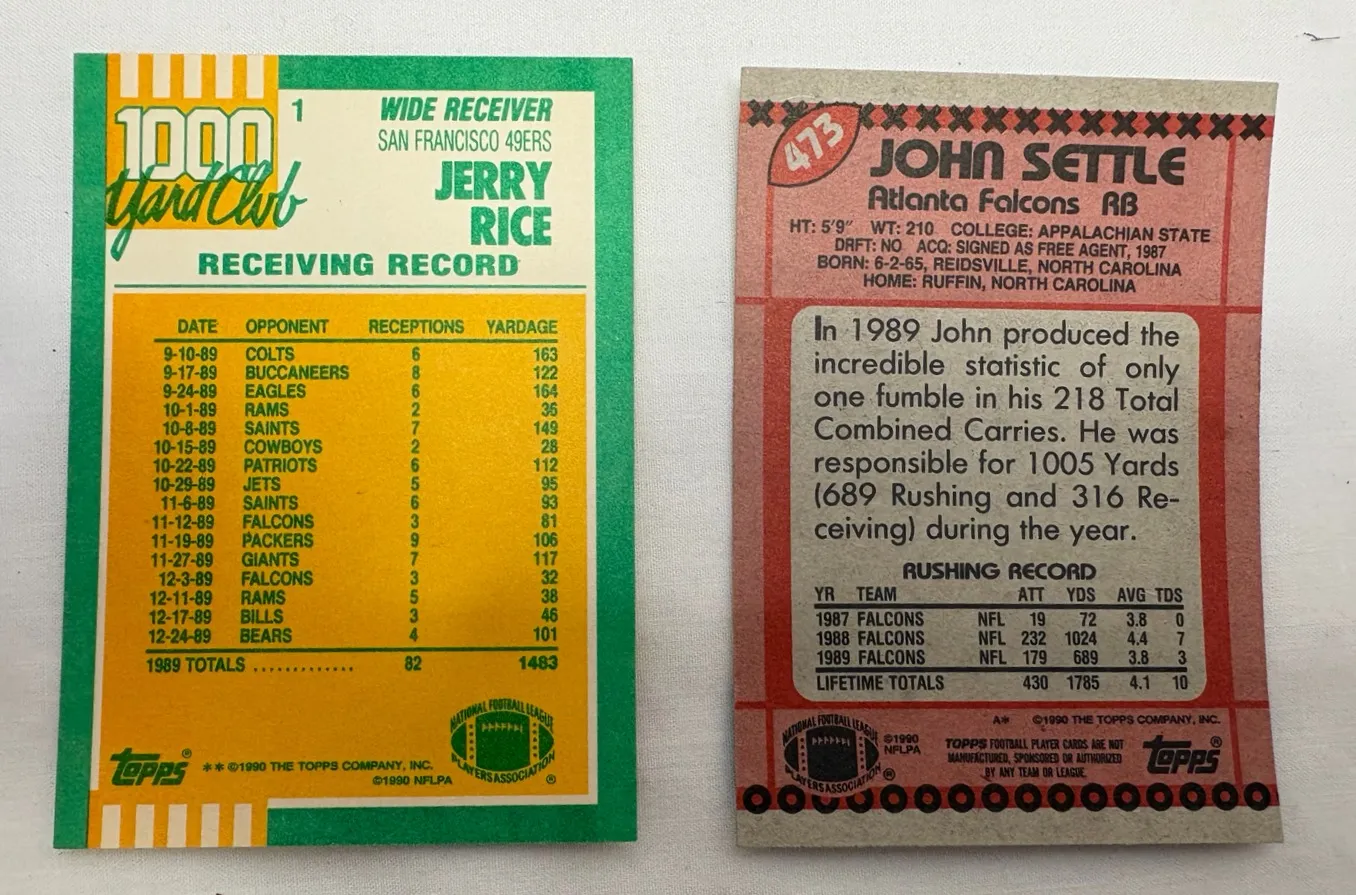 1000
Yard Club
1
WIDE RECEIVER
SAN FRANCISCO 49ERS
JERRY
RICE
RECEIVING RECORD
DATE OPPONENT RECEPTIONS YARDAGE
9-10-89 COLTS 6 163
9-17-89 BUCCANEERS 8 122
9-24-89 EAGLES 6 164
10-1-89 RAMS 2 36
10-8-89 SAINTS 7 149
10-15-89 COWBOYS 2 28
10-22-89 PATRIOTS 6 112
10-29-89 JETS 5 95
11-6-89 SAINTS 6 93
11-12-89 FALCONS 3 81
11-19-89 PACKERS 9 106
11-27-89 GIANTS 7 117
12-3-89 FALCONS 3 32
12-11-89 RAMS 5 38
12-17-89 BILLS 3 46
12-24-89 BEARS 4 101
1989 TOTALS .............. 82 1483
NATIONAL FOOTBALL LEAGUE
PLAYERS ASSOCIATION ®
topps® ** ©1990 THE TOPPS COMPANY, INC.
©1990 NFLPA
473
JOHN SETTLE
Atlanta Falcons RB
HT: 5'9" WT: 210 COLLEGE: APPALACHIAN STATE
DRFT: NO ACQ: SIGNED AS FREE AGENT, 1987
BORN: 6-2-65, REIDSVILLE, NORTH CAROLINA
HOME: RUFFIN, NORTH CAROLINA
In 1989 John produced the
incredible statistic of only
one fumble in his 218 Total
Combined Carries. He was
responsible for 1005 Yards
(689 Rushing and 316 Re-
ceiving) during the year.
RUSHING RECORD
YR TEAM ATT YDS AVG TDS
1987 FALCONS NFL 19 72 3.8 0
1988 FALCONS NFL 232 1024 4.4 7
1989 FALCONS NFL 179 689 3.8 3
LIFETIME TOTALS 430 1785 4.1 10
A* ©1990 THE TOPPS COMPANY, INC.
NATIONAL FOOTBALL LEAGUE
PLAYERS ASSOCIATION ®
©1990
NFLPA
TOPPS FOOTBALL PLAYER CARDS ARE NOT
MANUFACTURED, SPONSORED OR AUTHORIZED
BY ANY TEAM OR LEAGUE.
topps®